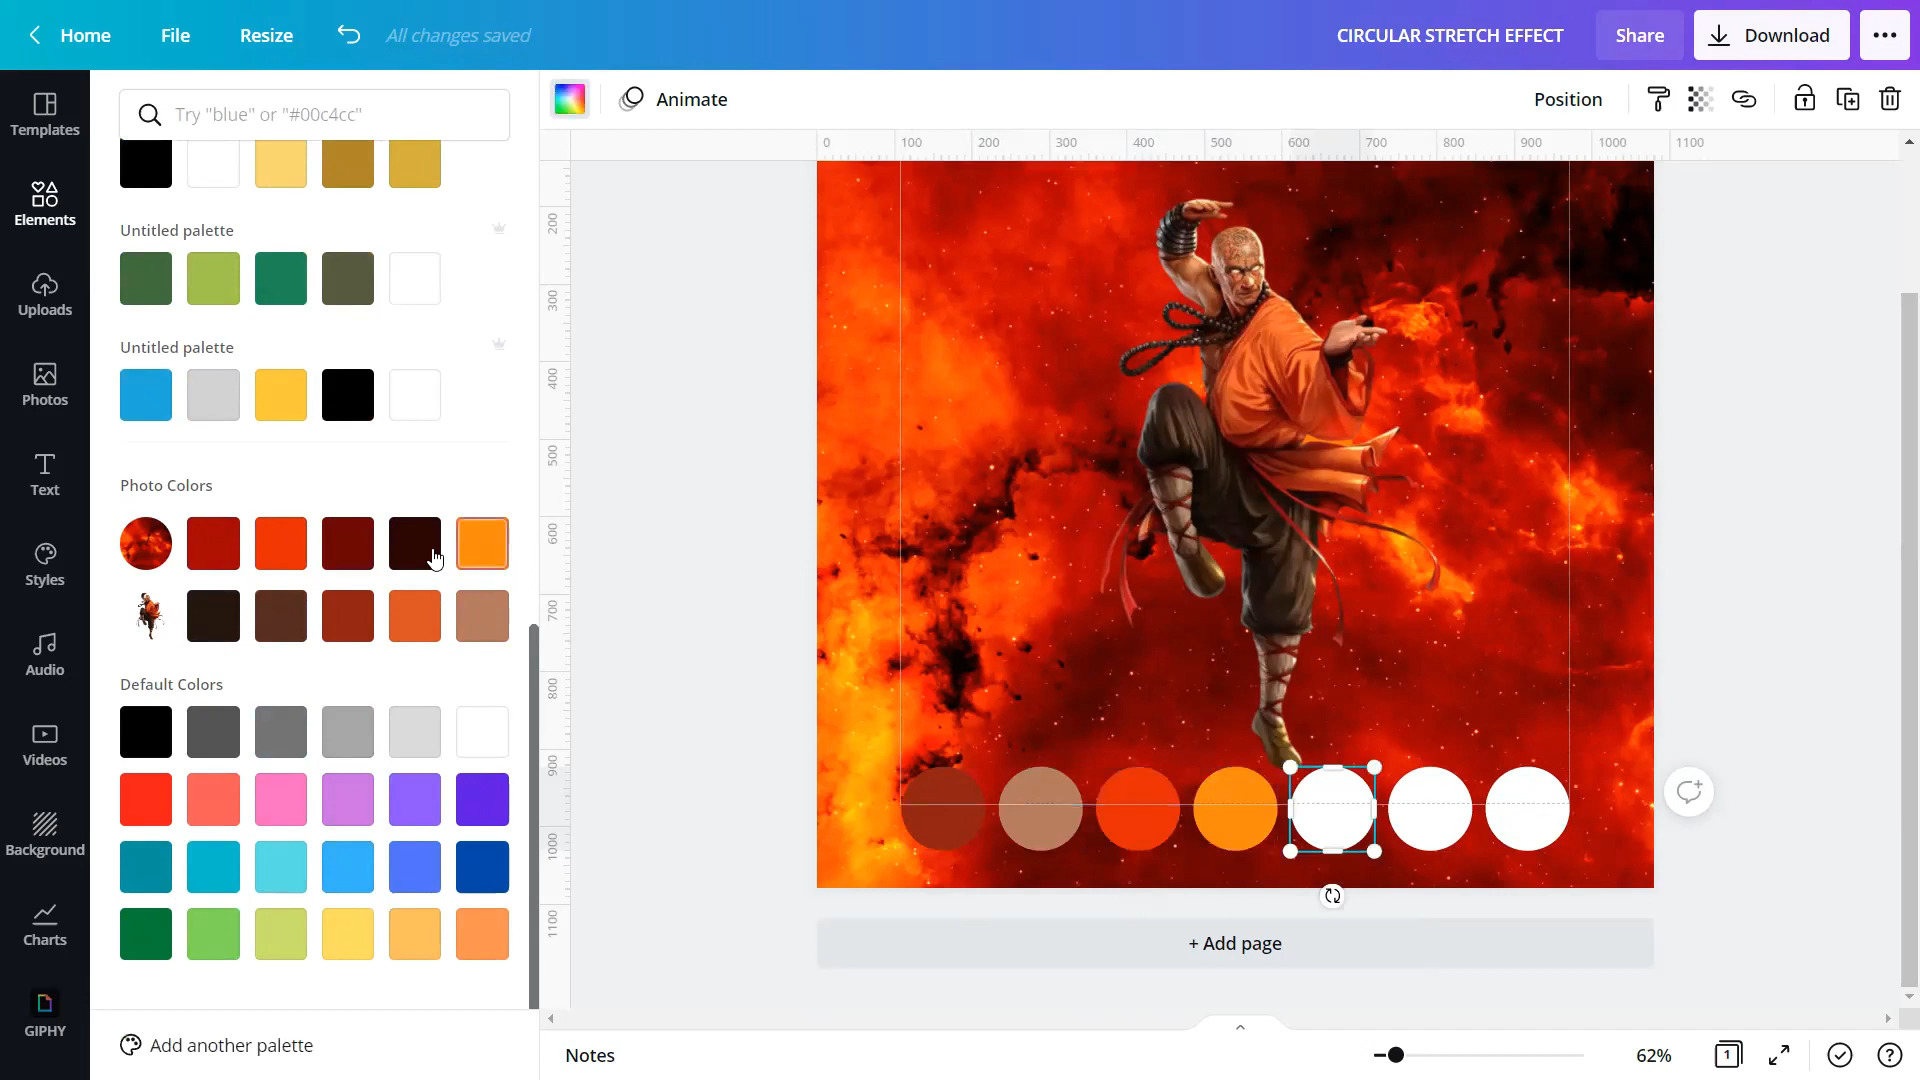 Home
File
Resize
All changes saved
CIRCULAR STRETCH EFFECT
Share
Download
Templates
Elements
Uploads
Photos
Text
Styles
Audio
Videos
Background
Charts
GIPHY
Try "blue" or "#00c4cc"
Untitled palette
Untitled palette
Photo Colors
Default Colors
Add another palette
Animate
Position
0 100 200 300 400 500 600 700 800 900 1000 1100
200
300
400
500
600
700
800
900
1000
1100
+ Add page
Notes
62%
1